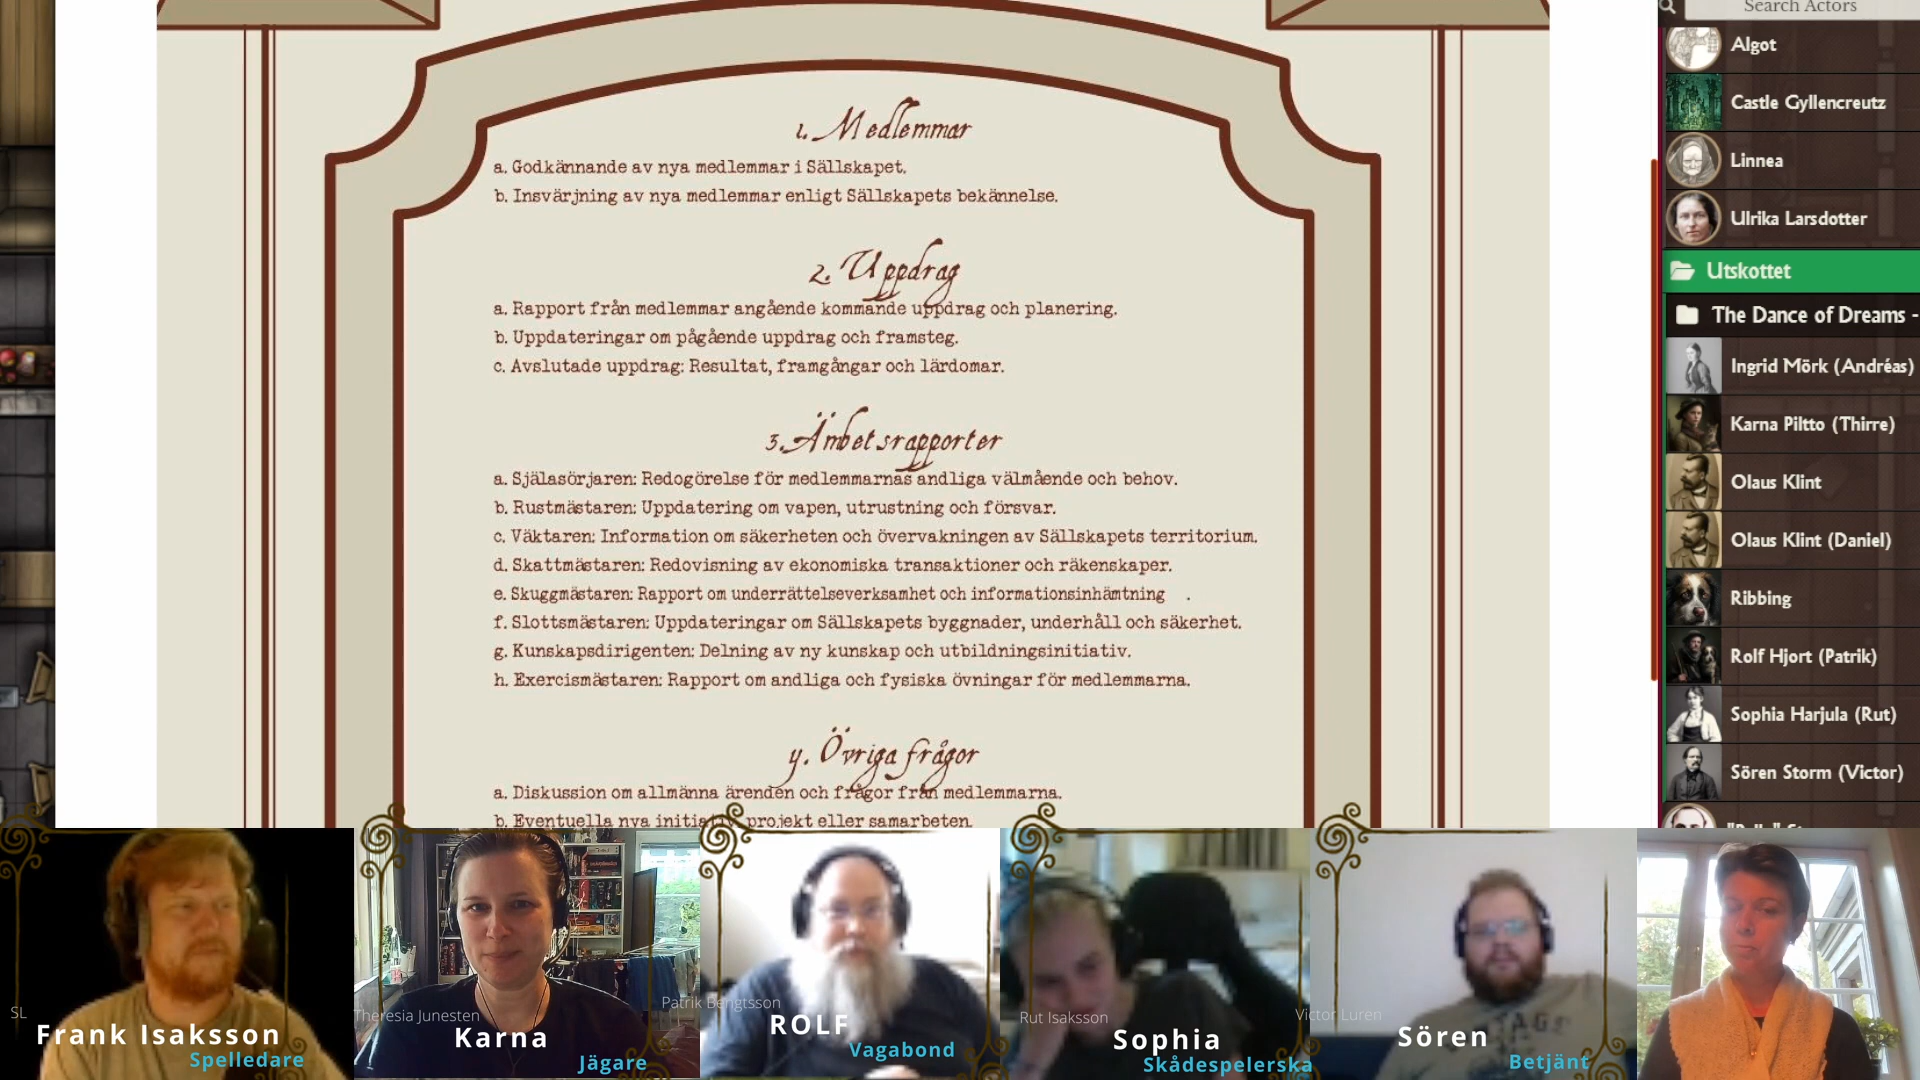 1. Medlemmar
a. Godkännande av nya medlemmar i Sällskapet.
b. Insvärjning av nya medlemmar enligt Sällskapets bekännelse.
2. Uppdrag
a. Rapport från medlemmar angående kommande uppdrag och planering.
b. Uppdateringar om pågående uppdrag och framsteg.
c. Avslutade uppdrag: Resultat, framgångar och lärdomar.
3. Ämbetsrapporter
a. Själasörjaren: Redogörelse för medlemmarnas andliga välmående och behov.
b. Rustmästaren: Uppdatering om vapen, utrustning och försvar.
c. Väktaren: Information om säkerheten och övervakningen av Sällskapets territorium.
d. Skattmästaren: Redovisning av ekonomiska transaktioner och räkenskaper.
e. Skuggmästaren: Rapport om underrättelseverksamhet och informationsinhämtning .
f. Slottsmästaren: Uppdateringar om Sällskapets byggnader, underhåll och säkerhet.
g. Kunskapsdirigenten: Delning av ny kunskap och utbildningsinitiativ.
h. Exercismästaren: Rapport om andliga och fysiska övningar för medlemmarna.
4. Övriga frågor
a. Diskussion om allmänna ärenden och frågor från medlemmarna.
b. Eventuella nya initiativ, projekt eller samarbeten.
Search Actors
Algot
Castle Gyllencreutz
Linnea
Ulrika Larsdotter
Utskottet
The Dance of Dreams -
Ingrid Mörk (Andréas)
Karna Piltto (Thirre)
Olaus Klint
Olaus Klint (Daniel)
Ribbing
Rolf Hjort (Patrik)
Sophia Harjula (Rut)
Sören Storm (Victor)
SL
Frank Isaksson
Spelledare
Theresia Junesten
Karna
Jägare
Patrik Bengtsson
ROLF
Vagabond
Rut Isaksson
Sophia
Skådespelerska
Victor Luren
Sören
Betjänt